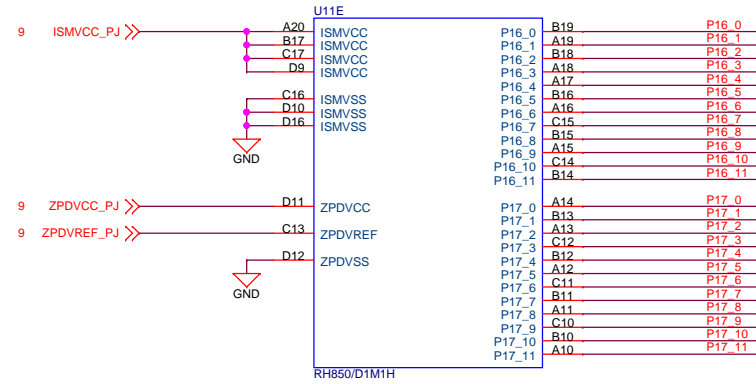 U11E
9 ISMVCC_PJ A20 ISMVCC P16_0 B19 P16_0
B17 ISMVCC P16_1 A19 P16_1
C17 ISMVCC P16_2 B18 P16_2
D9 ISMVCC P16_3 A18 P16_3
P16_4 A17 P16_4
C16 ISMVSS P16_5 B16 P16_5
D10 ISMVSS P16_6 A16 P16_6
D16 ISMVSS P16_7 C15 P16_7
P16_8 B15 P16_8
P16_9 A15 P16_9
GND P16_10 C14 P16_10
P16_11 B14 P16_11
9 ZPDVCC_PJ D11 ZPDVCC P17_0 A14 P17_0
P17_1 B13 P17_1
9 ZPDVREF_PJ C13 ZPDVREF P17_2 A13 P17_2
P17_3 C12 P17_3
D12 ZPDVSS P17_4 B12 P17_4
P17_5 A12 P17_5
P17_6 C11 P17_6
GND P17_7 B11 P17_7
P17_8 A11 P17_8
P17_9 C10 P17_9
P17_10 B10 P17_10
P17_11 A10 P17_11
RH850/D1M1H